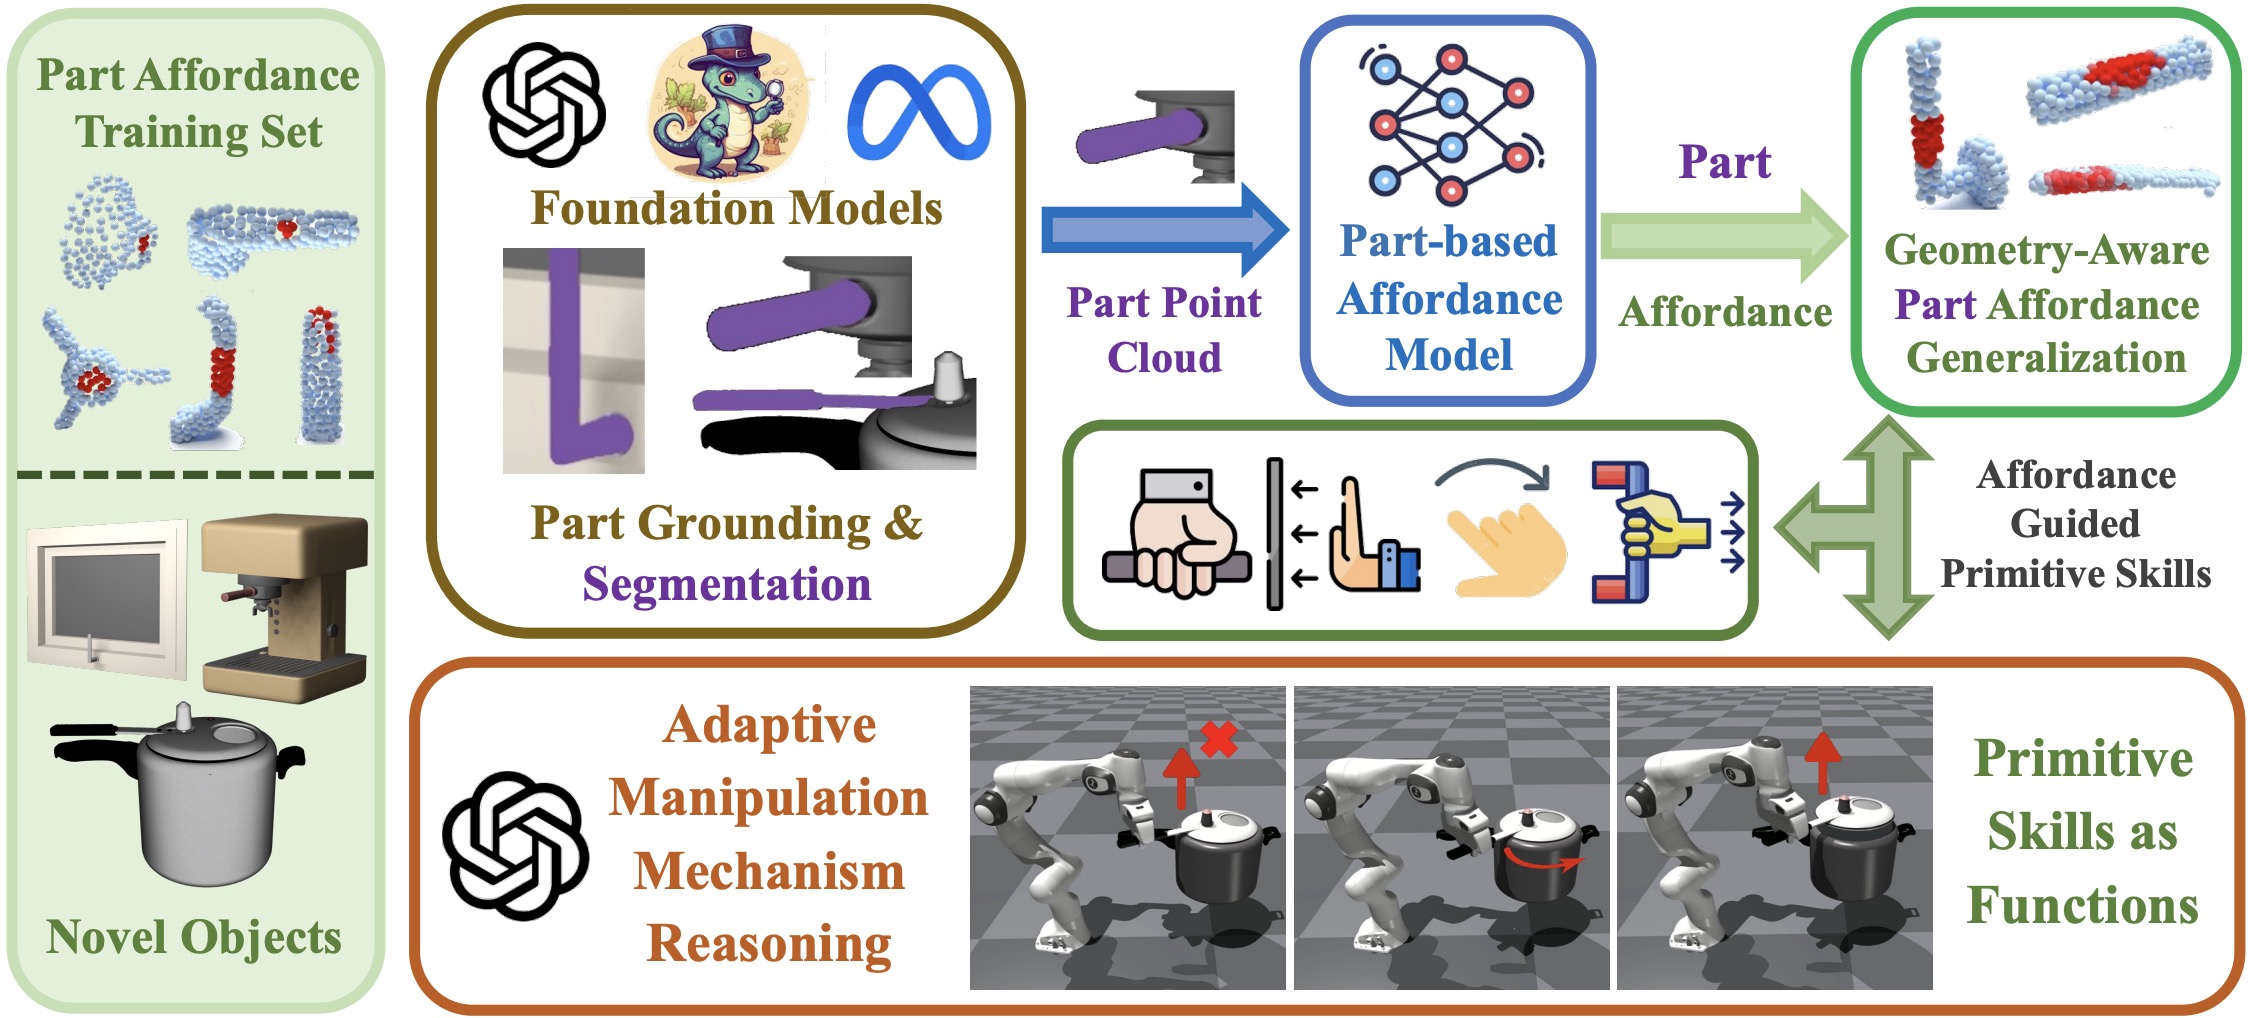 Part Affordance
Training Set
Novel Objects
Foundation Models
Part Grounding &
Segmentation
Part Point
Cloud
Part-based
Affordance
Model
Part
Affordance
Geometry-Aware
Part Affordance
Generalization
Affordance
Guided
Primitive Skills
Adaptive
Manipulation
Mechanism
Reasoning
Primitive
Skills as
Functions